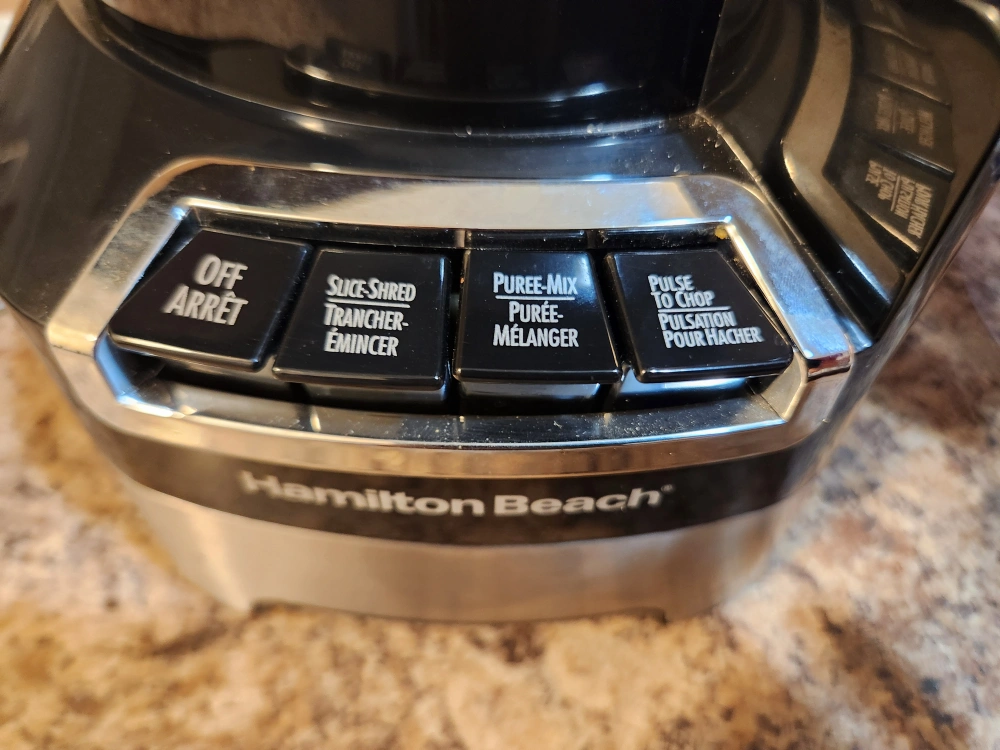 OFF
ARRÊT
SLICE-SHRED
TRANCHER-
ÉMINCER
PUREE-MIX
PURÉE-
MÉLANGER
PULSE
TO CHOP
PULSATION
POUR HACHER
Hamilton Beach®